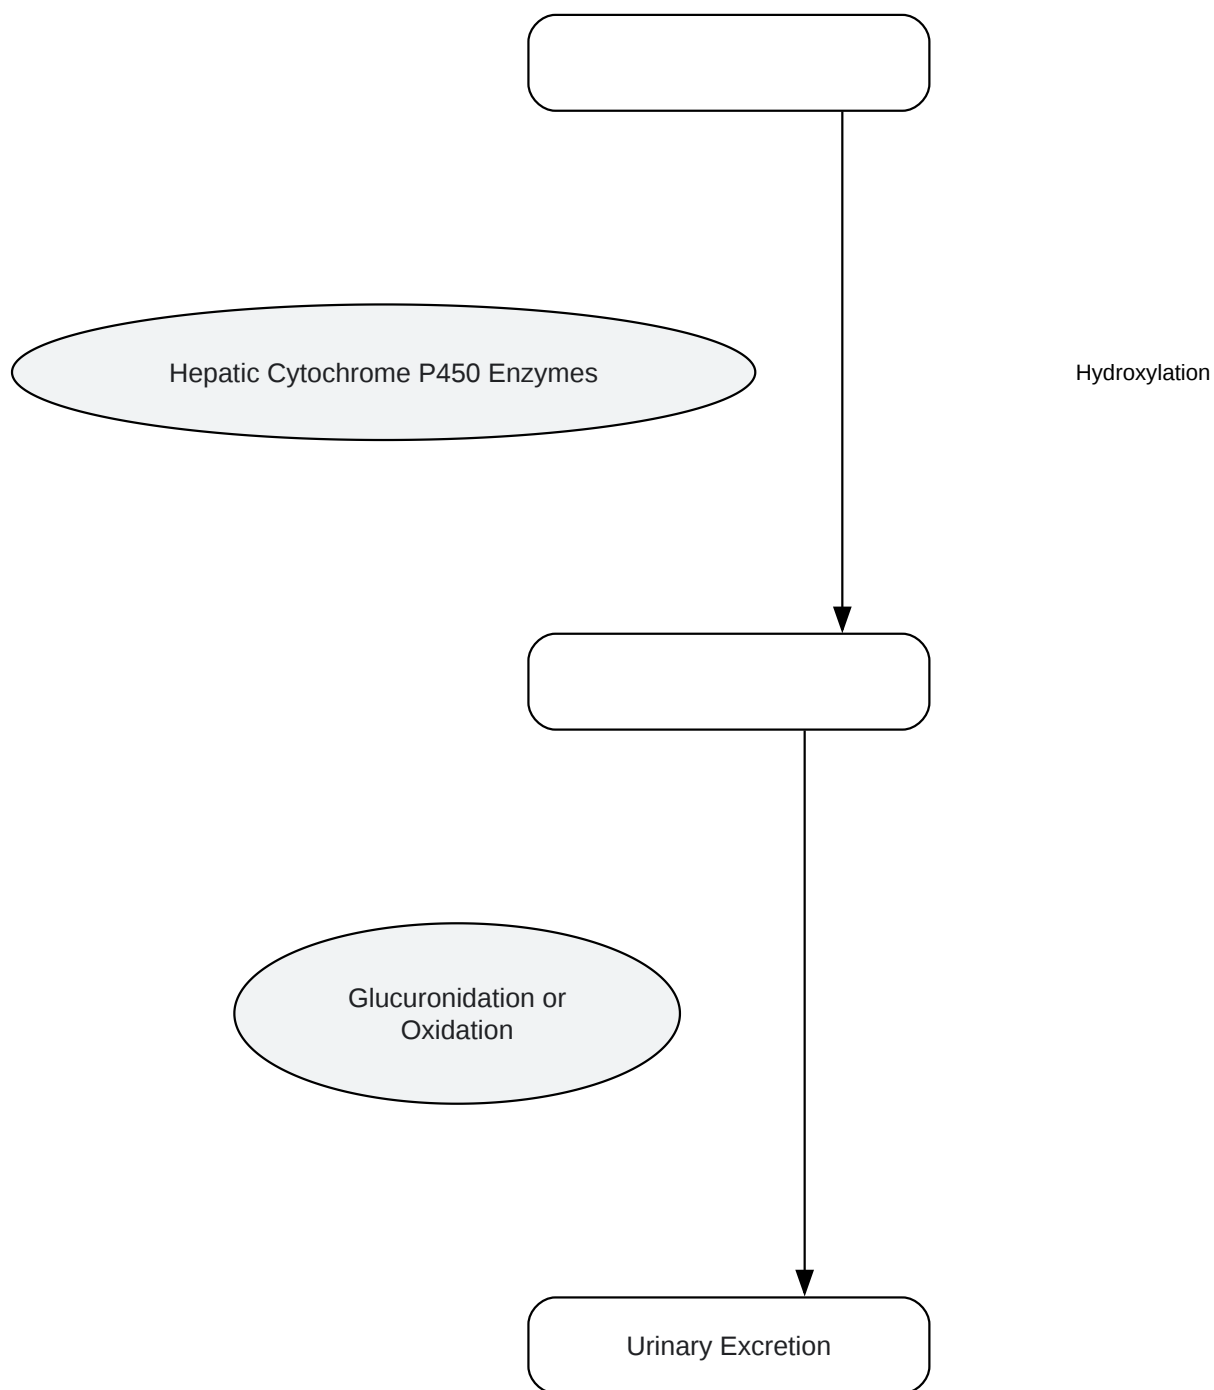 Hepatic Cytochrome P450 Enzymes
Hydroxylation
Glucuronidation or
Oxidation
Urinary Excretion